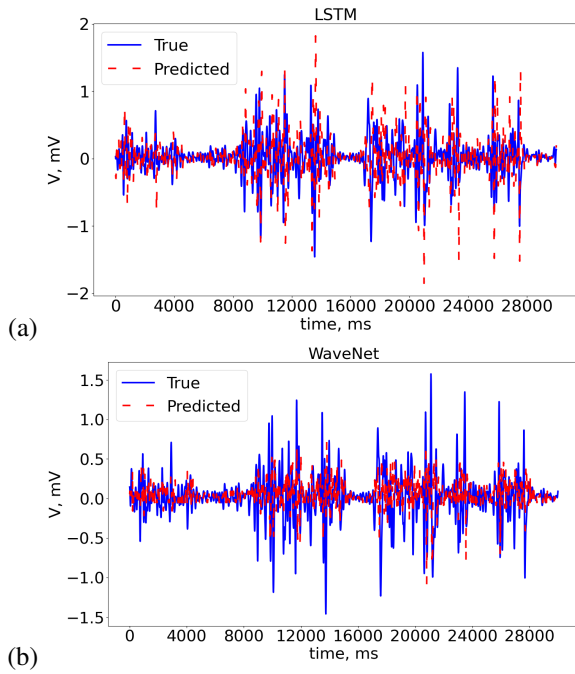 LSTM
2
1
0
−1
−2
V, mV
True
Predicted
0 4000 8000 12000 16000 20000 24000 28000
time, ms
(a)
WaveNet
1.5
1.0
0.5
0.0
−0.5
−1.0
−1.5
V, mV
True
Predicted
0 4000 8000 12000 16000 20000 24000 28000
time, ms
(b)